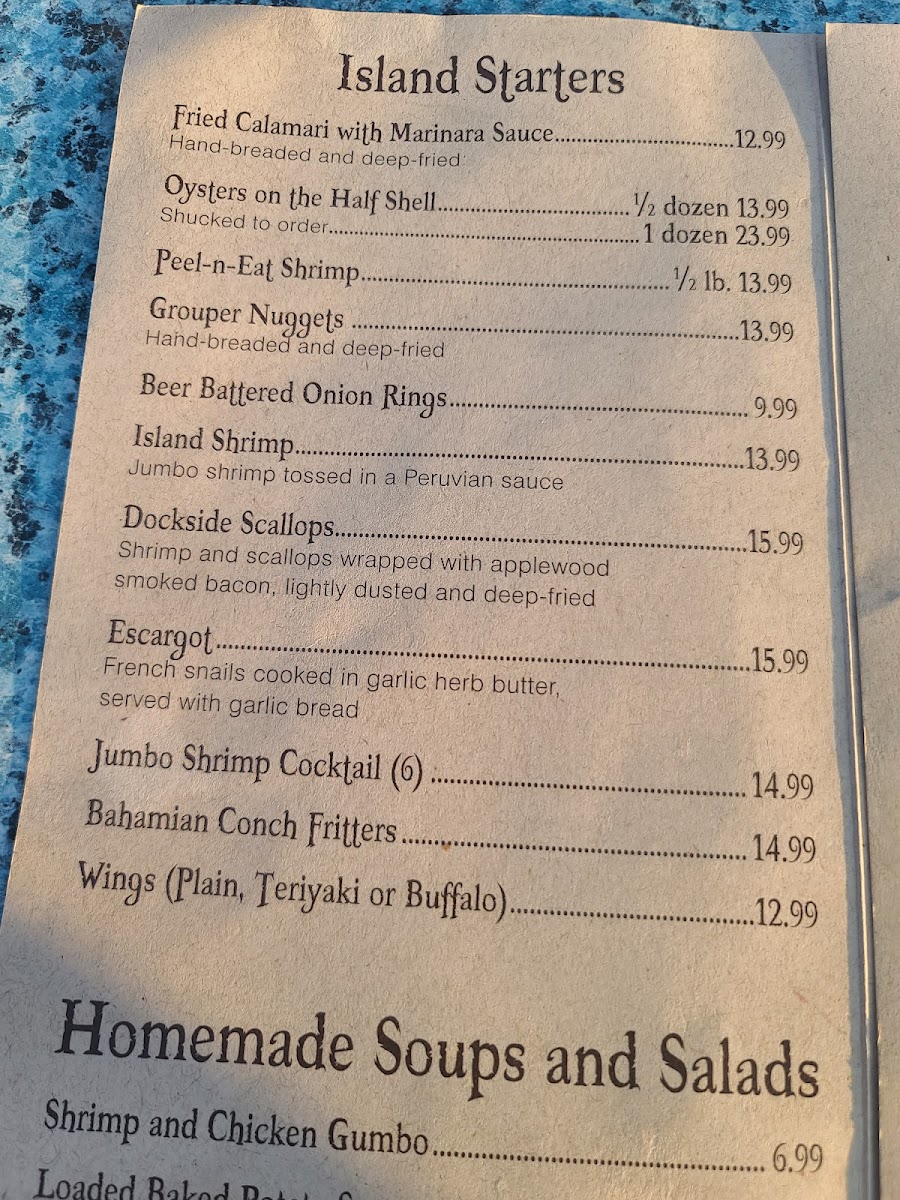 Island Starters
Fried Calamari with Marinara Sauce..............................12.99
Hand-breaded and deep-fried
Oysters on the Half Shell..............................½ dozen 13.99
Shucked to order..............................1 dozen 23.99
Peel-n-Eat Shrimp..............................½ lb. 13.99
Grouper Nuggets ..............................13.99
Hand-breaded and deep-fried
Beer Battered Onion Rings.............................. 9.99
Island Shrimp..............................13.99
Jumbo shrimp tossed in a Peruvian sauce
Dockside Scallops..............................15.99
Shrimp and scallops wrapped with applewood
smoked bacon, lightly dusted and deep-fried
Escargot..............................15.99
French snails cooked in garlic herb butter,
served with garlic bread
Jumbo Shrimp Cocktail (6) .............................. 14.99
Bahamian Conch Fritters.............................. 14.99
Wings (Plain, Teriyaki or Buffalo)..............................12.99
Homemade Soups and Salads
Shrimp and Chicken Gumbo.............................. 6.99
Loaded Baked